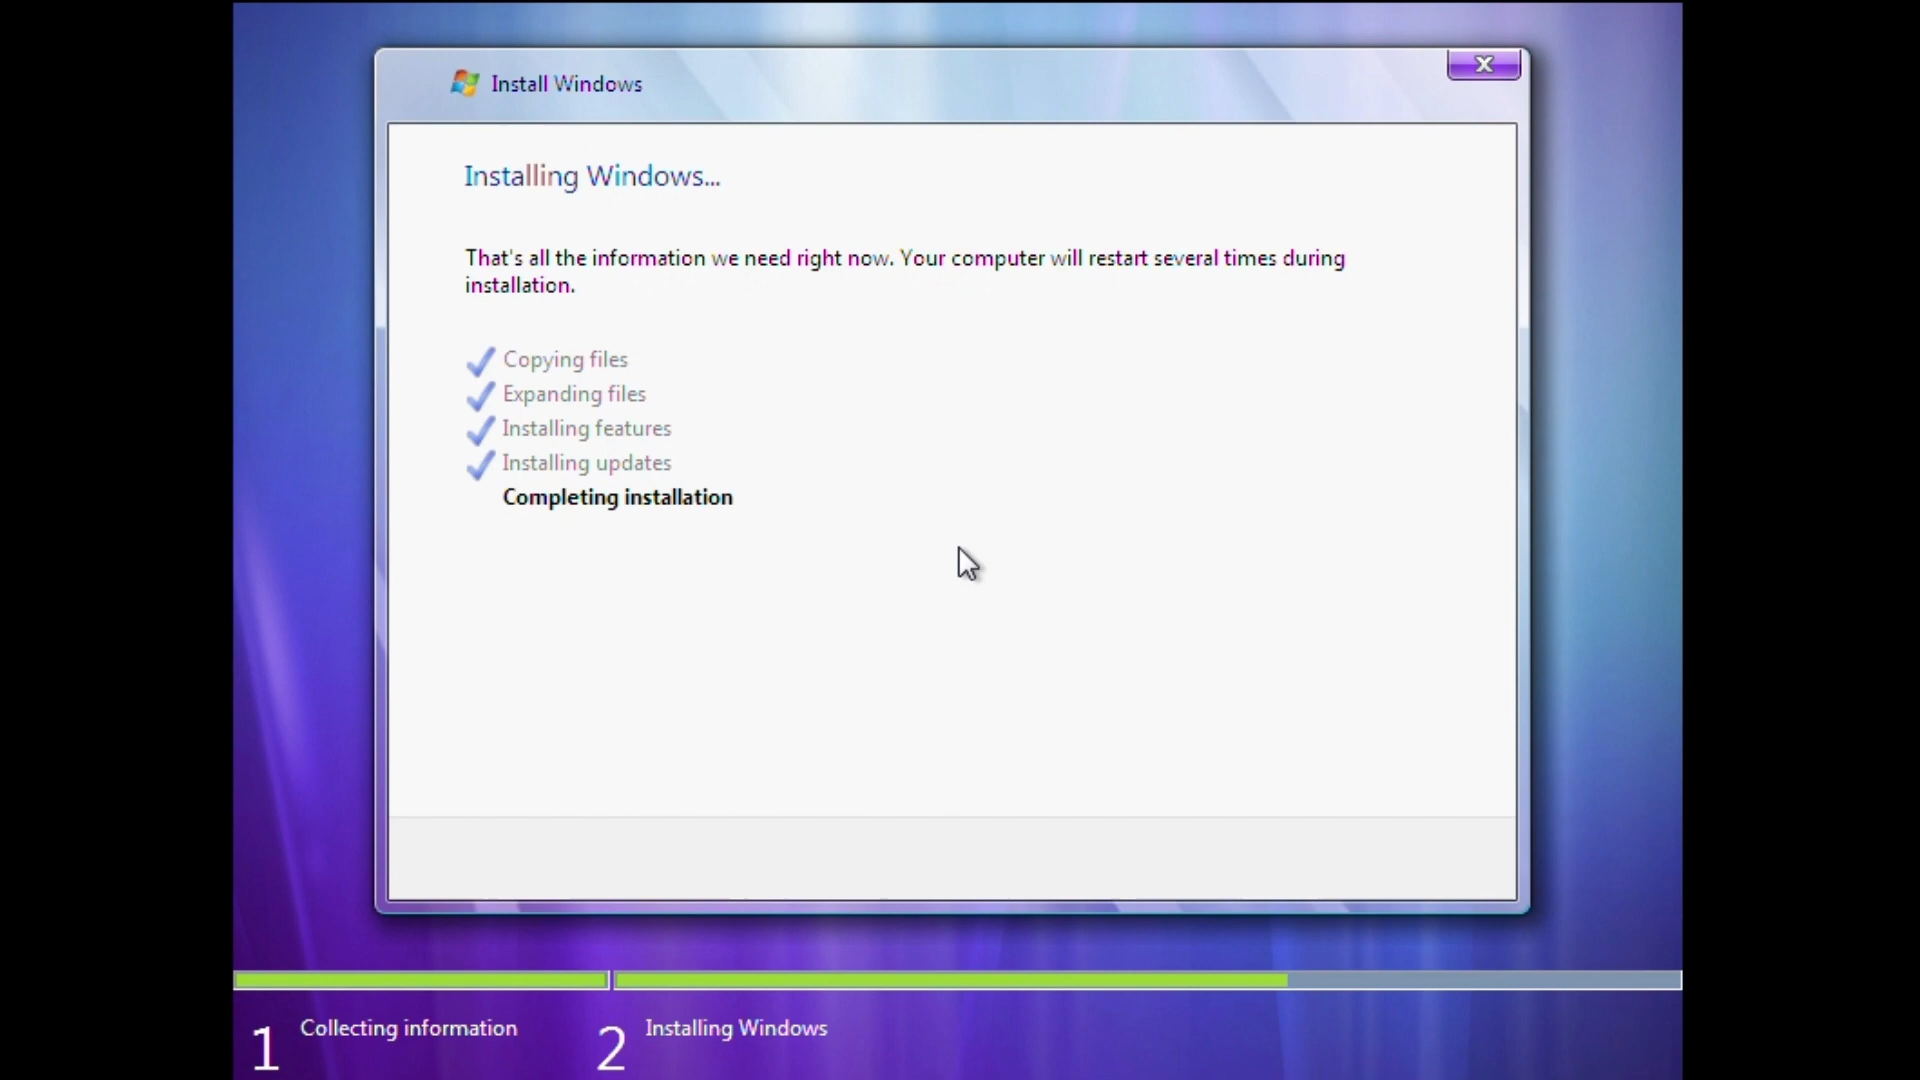 Install Windows
Installing Windows...
That's all the information we need right now. Your computer will restart several times during
installation.
Copying files
Expanding files
Installing features
Installing updates
Completing installation
1 Collecting information
2 Installing Windows